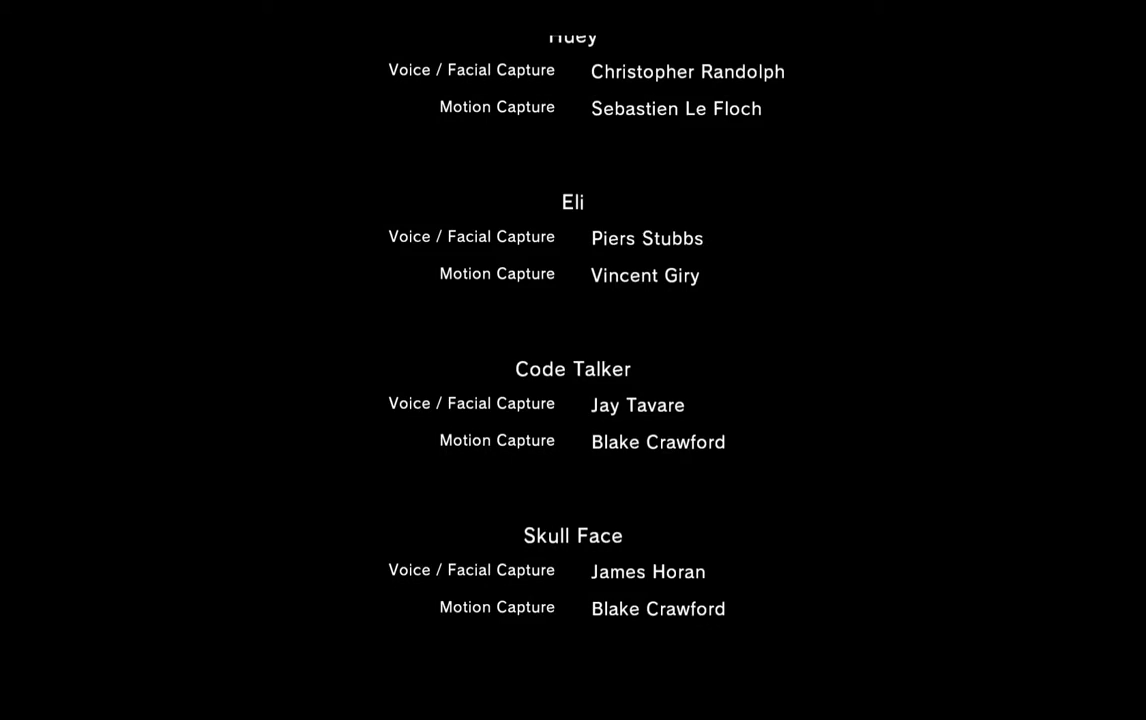 Huey
Voice / Facial Capture Christopher Randolph
Motion Capture Sebastien Le Floch
Eli
Voice / Facial Capture Piers Stubbs
Motion Capture Vincent Giry
Code Talker
Voice / Facial Capture Jay Tavare
Motion Capture Blake Crawford
Skull Face
Voice / Facial Capture James Horan
Motion Capture Blake Crawford